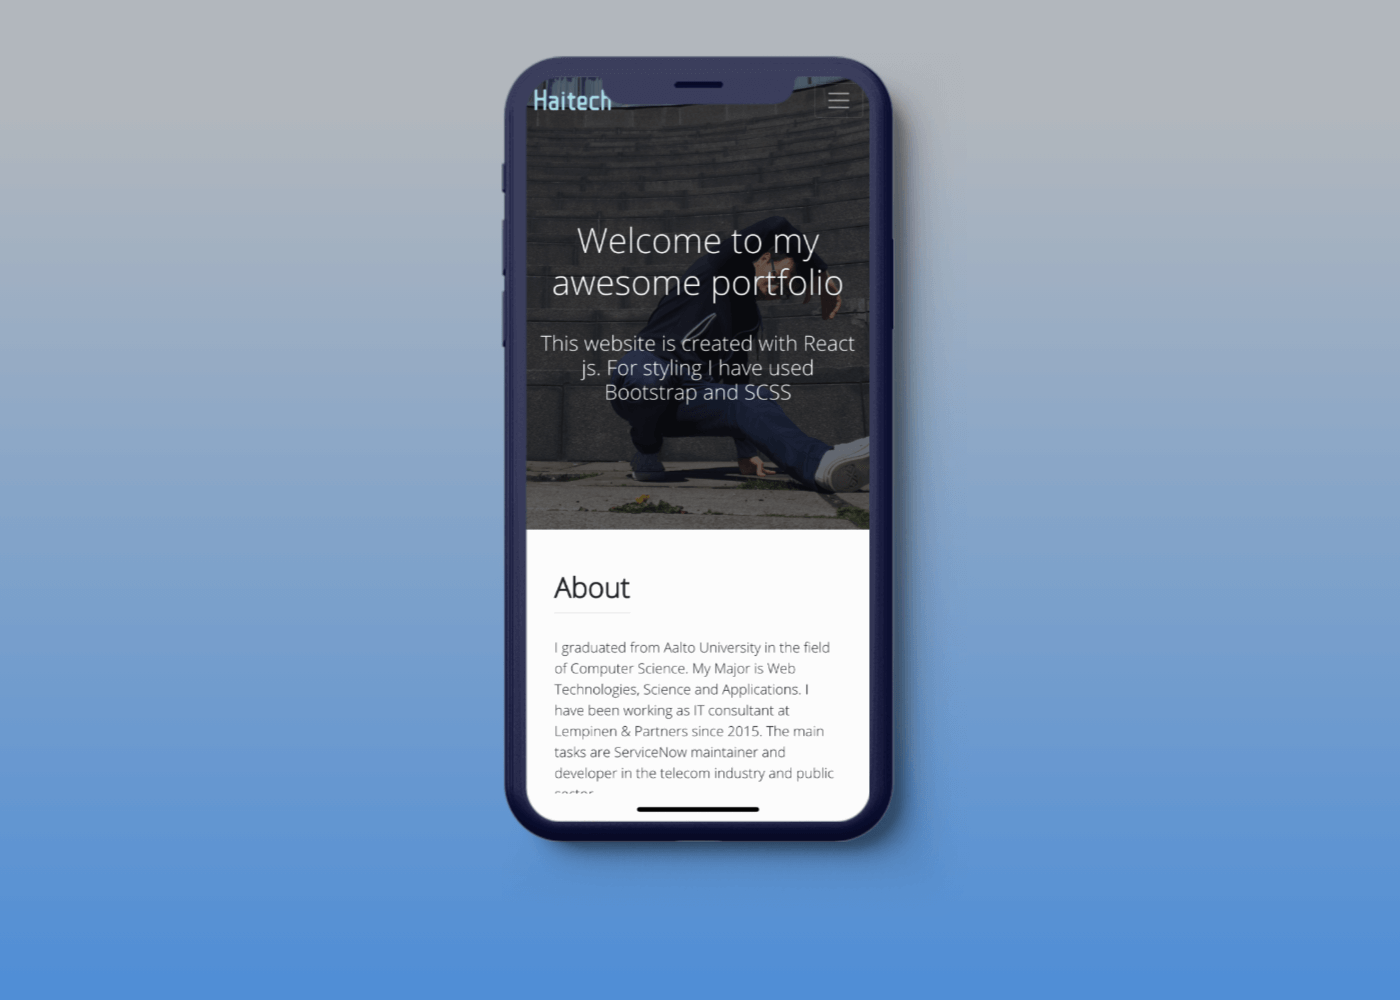 Haitech
Welcome to my
awesome portfolio
This website is created with React
js. For styling I have used
Bootstrap and SCSS
About
I graduated from Aalto University in the field
of Computer Science. My Major is Web
Technologies, Science and Applications. I
have been working as IT consultant at
Lempinen & Partners since 2015. The main
tasks are ServiceNow maintainer and
developer in the telecom industry and public
sector